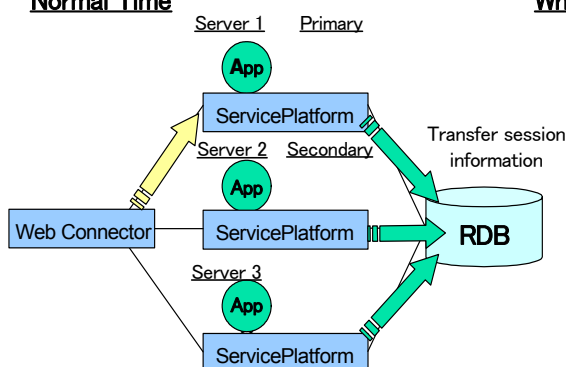 Normal Time
Wh
Server 1 Primary
App
ServicePlatform
Transfer session
information
Server 2 Secondary
App
Web Connector
ServicePlatform
RDB
Server 3
App
ServicePlatform